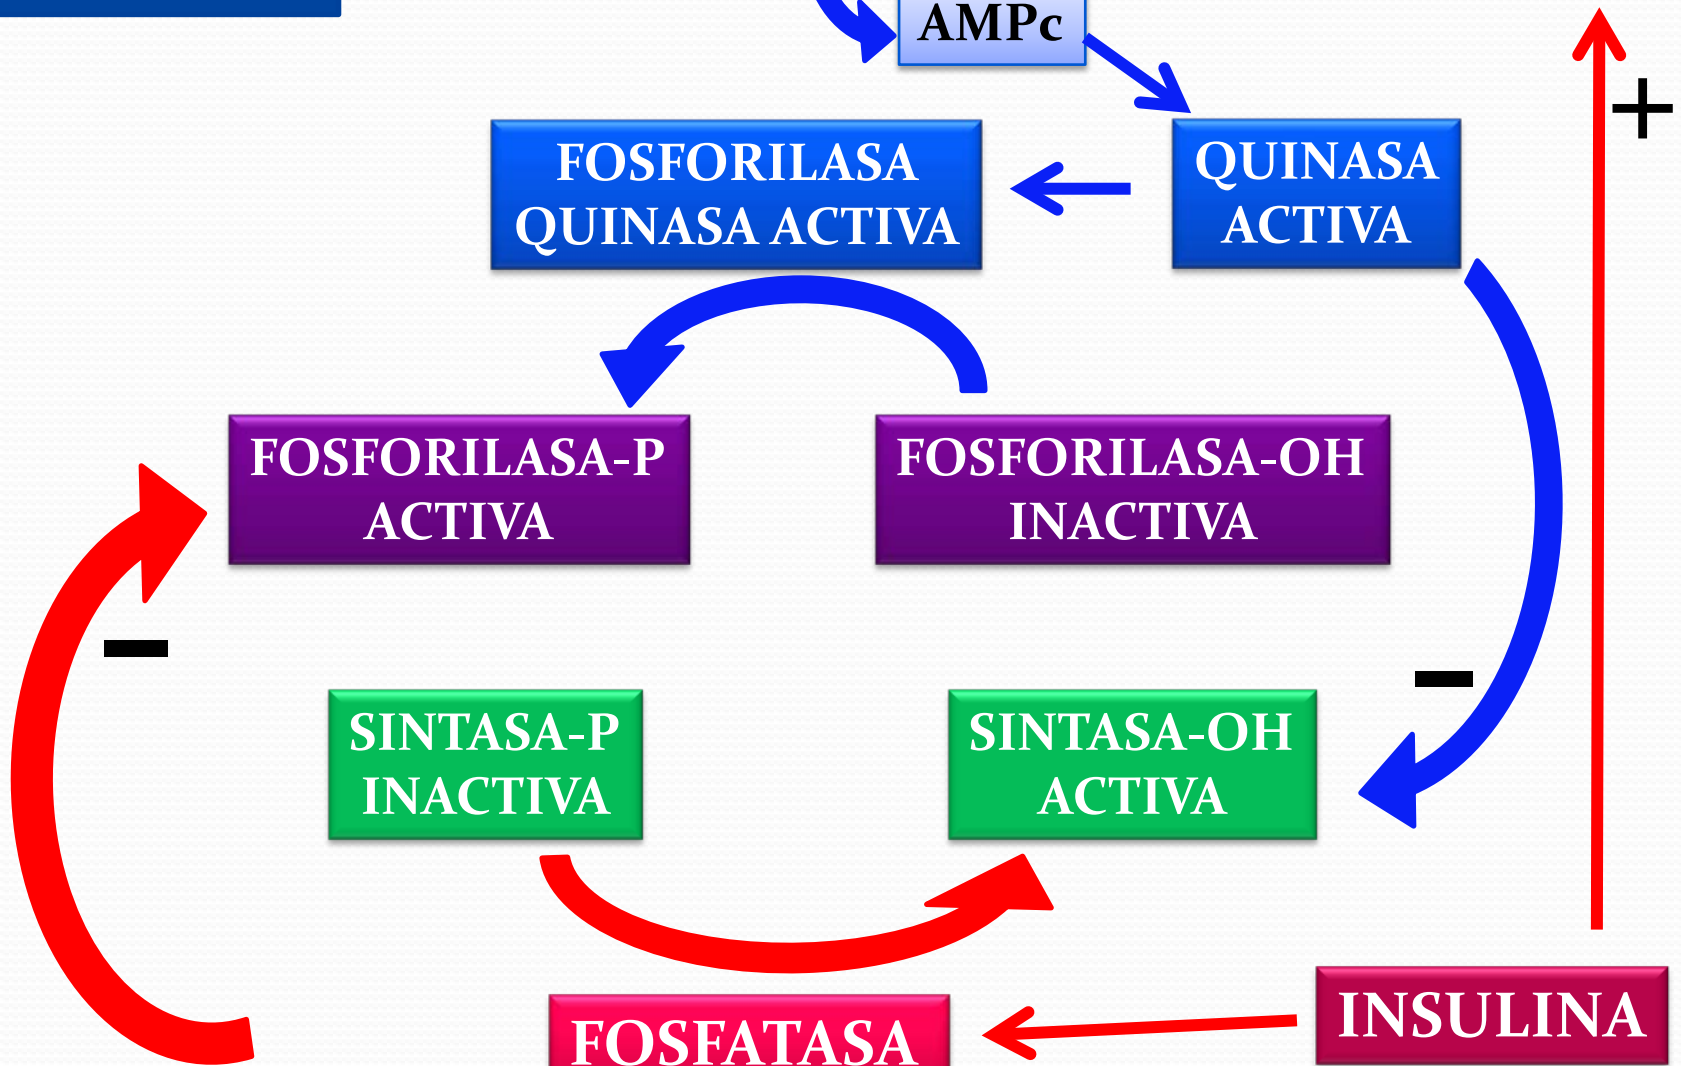 AMPc
+
FOSFORILASA
QUINASA ACTIVA
QUINASA
ACTIVA
FOSFORILASA-P
ACTIVA
FOSFORILASA-OH
INACTIVA
–
–
SINTASA-P
INACTIVA
SINTASA-OH
ACTIVA
FOSFATASA
INSULINA